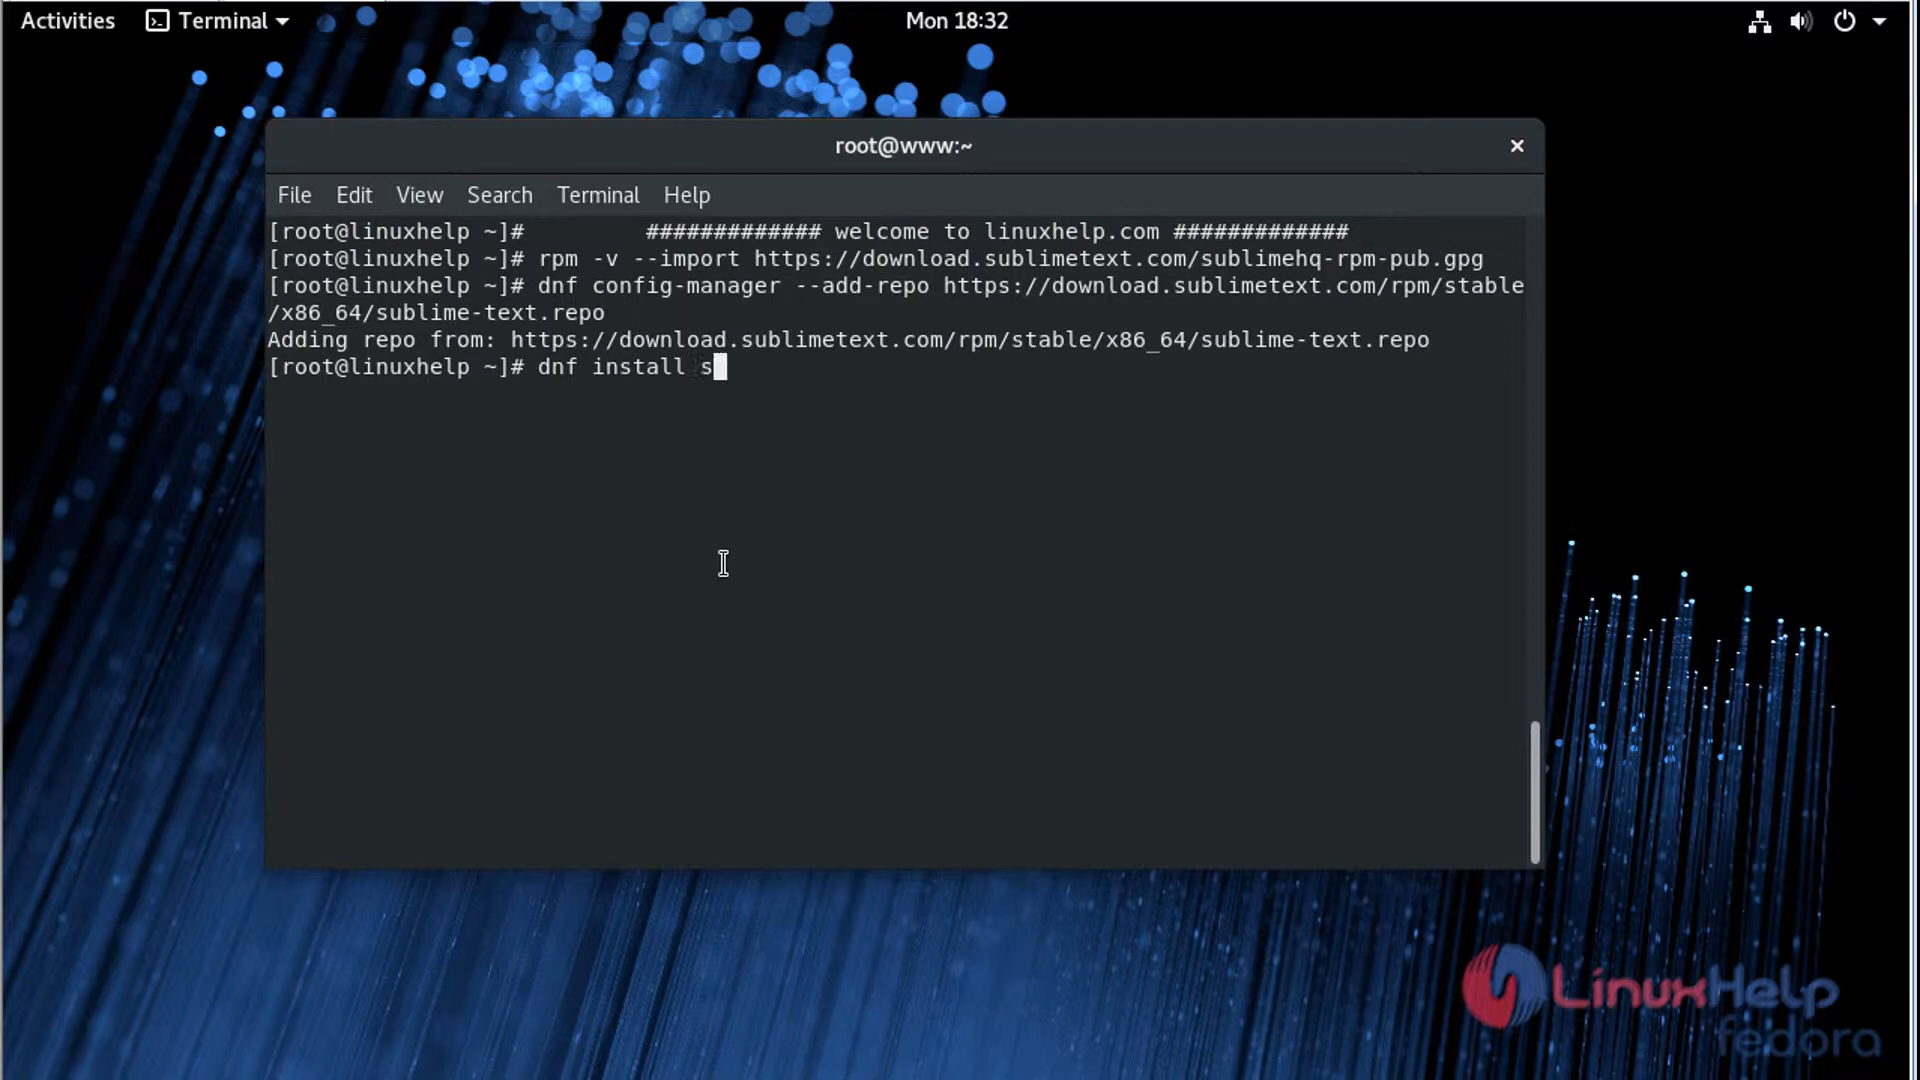 Activities Terminal Mon 18:32
root@www:~
File Edit View Search Terminal Help
[root@linuxhelp ~]#         ############# welcome to linuxhelp.com #############
[root@linuxhelp ~]# rpm -v --import https://download.sublimetext.com/sublimehq-rpm-pub.gpg
[root@linuxhelp ~]# dnf config-manager --add-repo https://download.sublimetext.com/rpm/stable
/x86_64/sublime-text.repo
Adding repo from: https://download.sublimetext.com/rpm/stable/x86_64/sublime-text.repo
[root@linuxhelp ~]# dnf install s
LinuxHelp
fedora